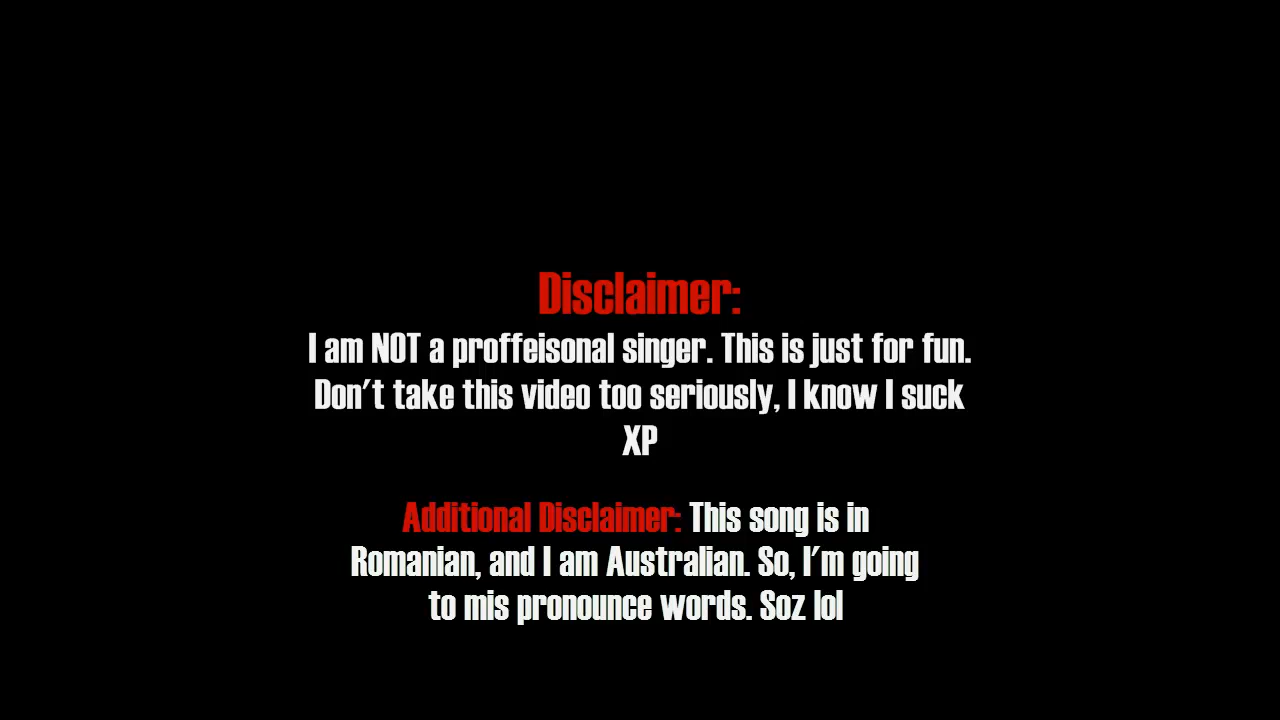 Disclaimer:
I am NOT a proffeisonal singer. This is just for fun.
Don't take this video too seriously, I know I suck
XP
Additional Disclaimer: This song is in
Romanian, and I am Australian. So, I'm going
to mis pronounce words. Soz lol